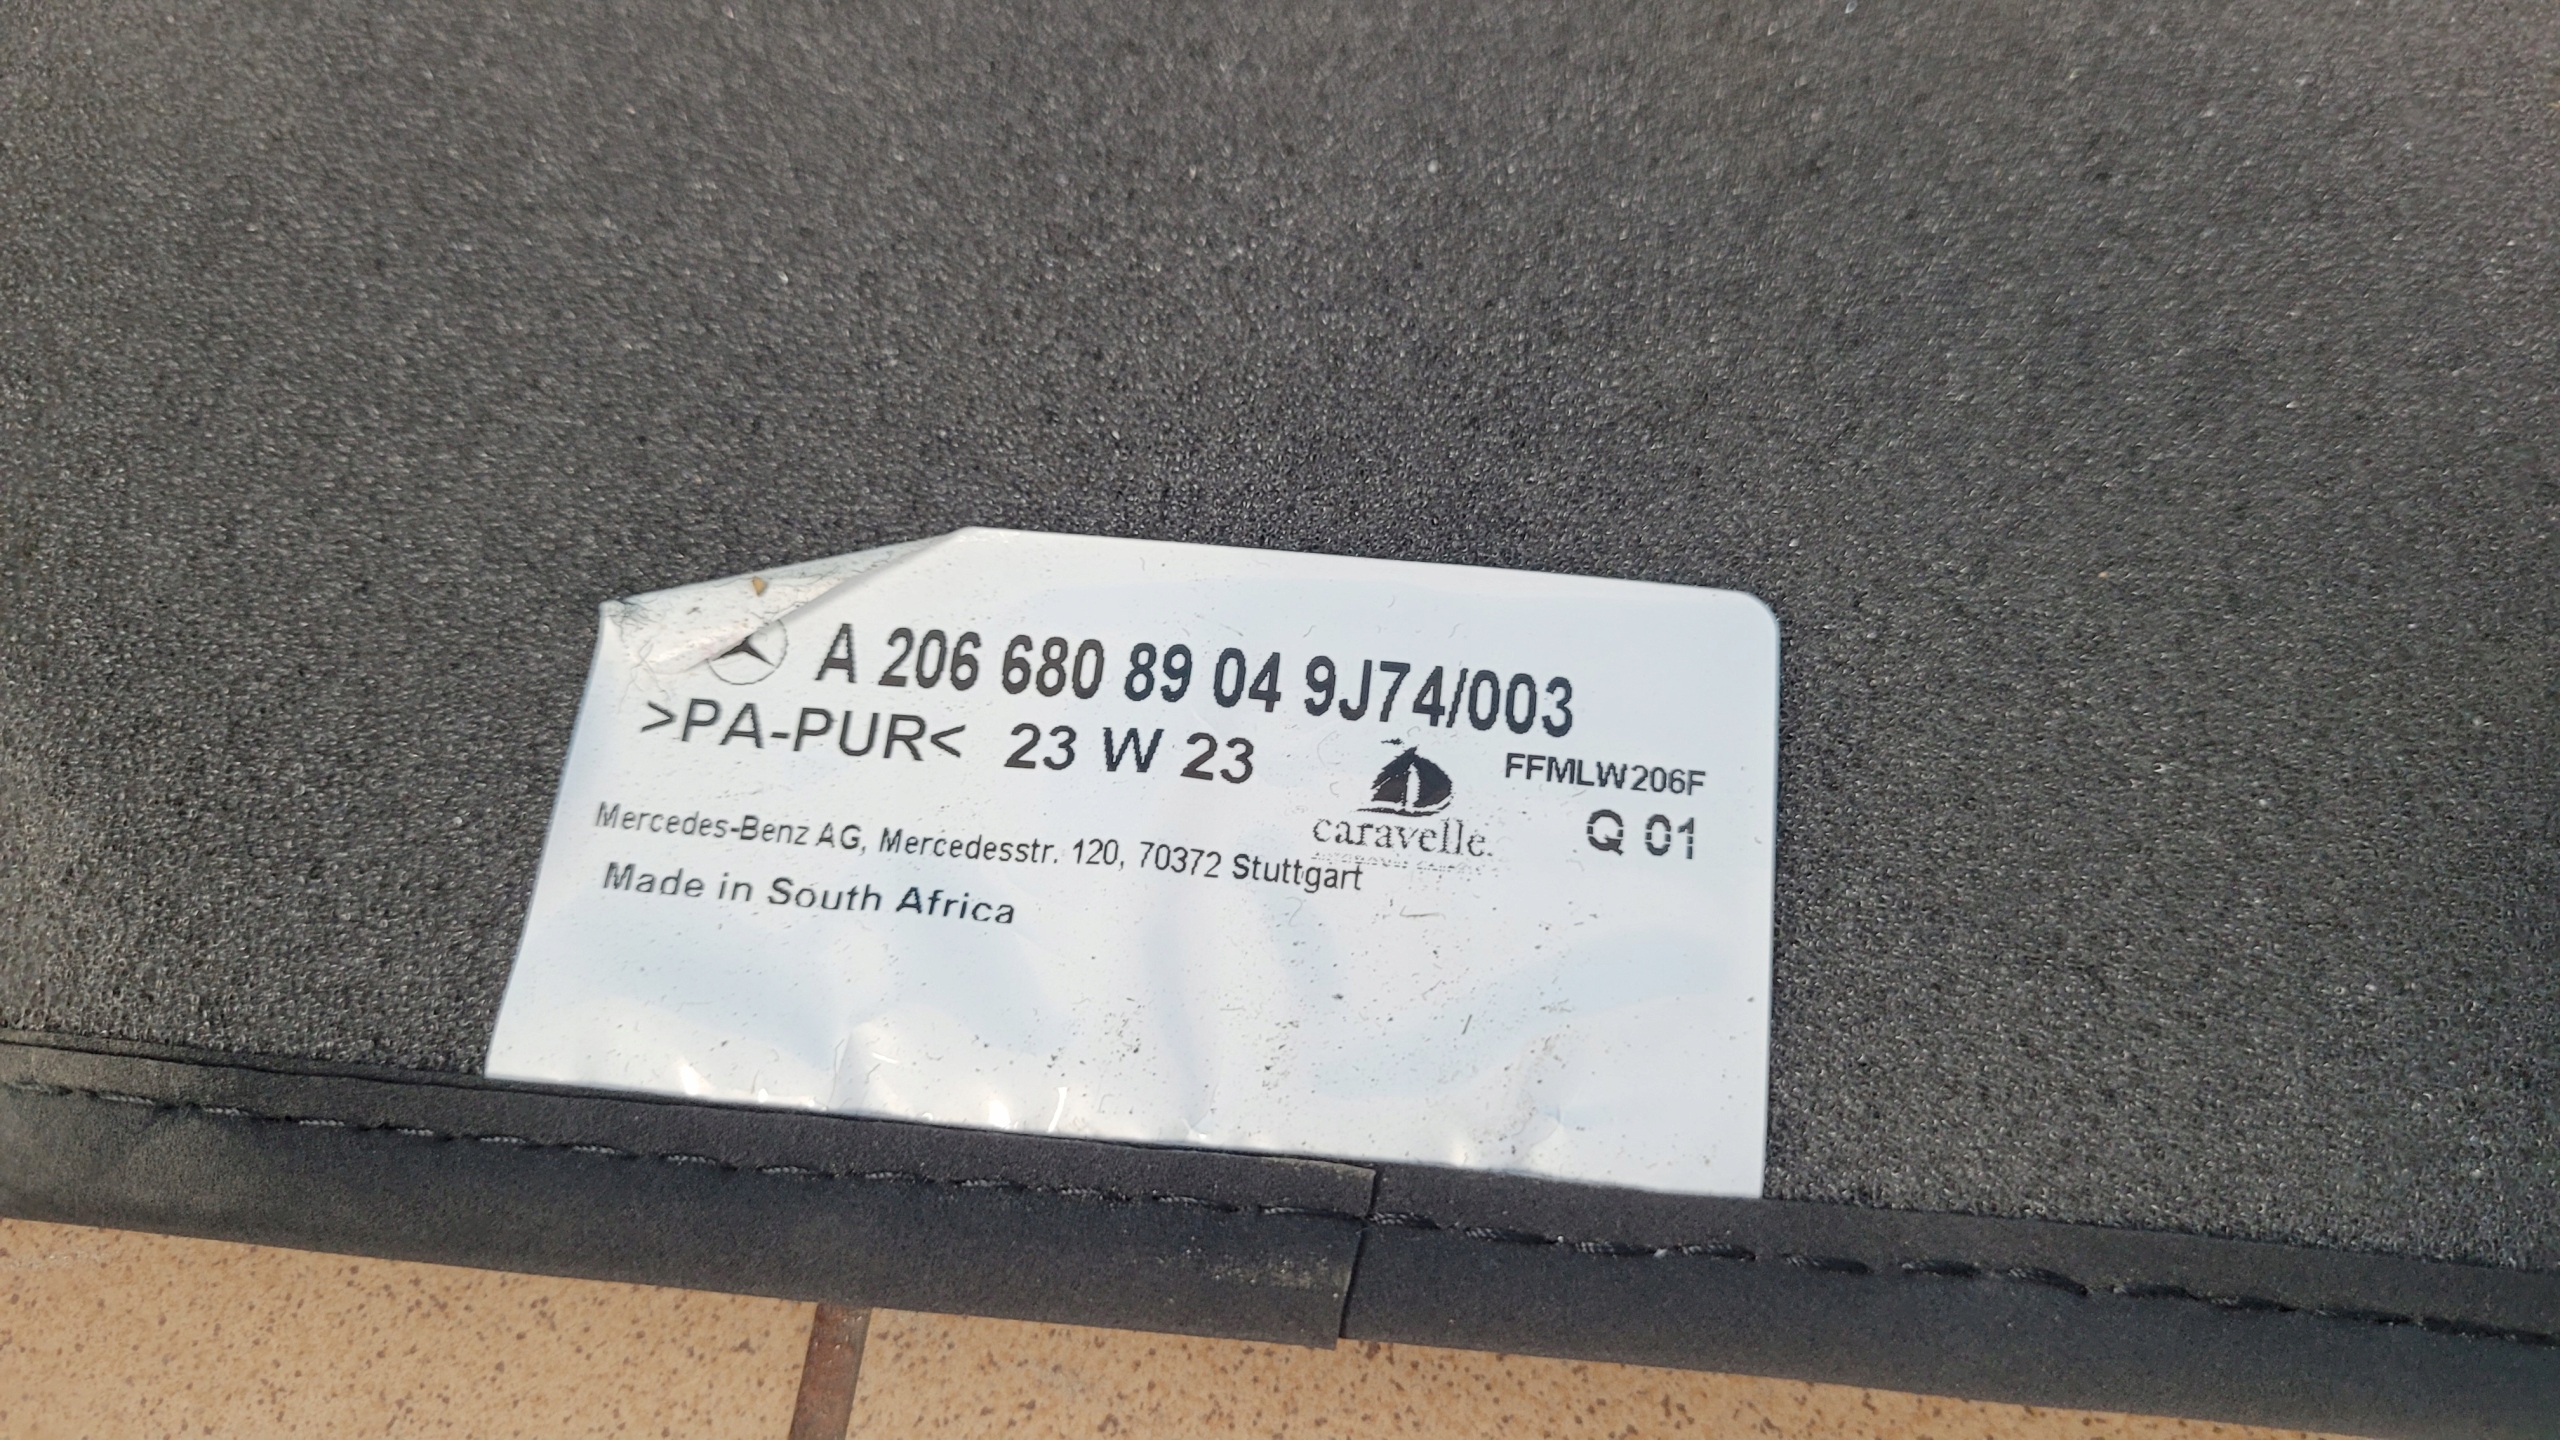 A 206 680 89 04 9J74/003
>PA-PUR< 23 W 23
FFMLW206F
caravelle
Q 01
Mercedes-Benz AG, Mercedesstr. 120, 70372 Stuttgart
Made in South Africa